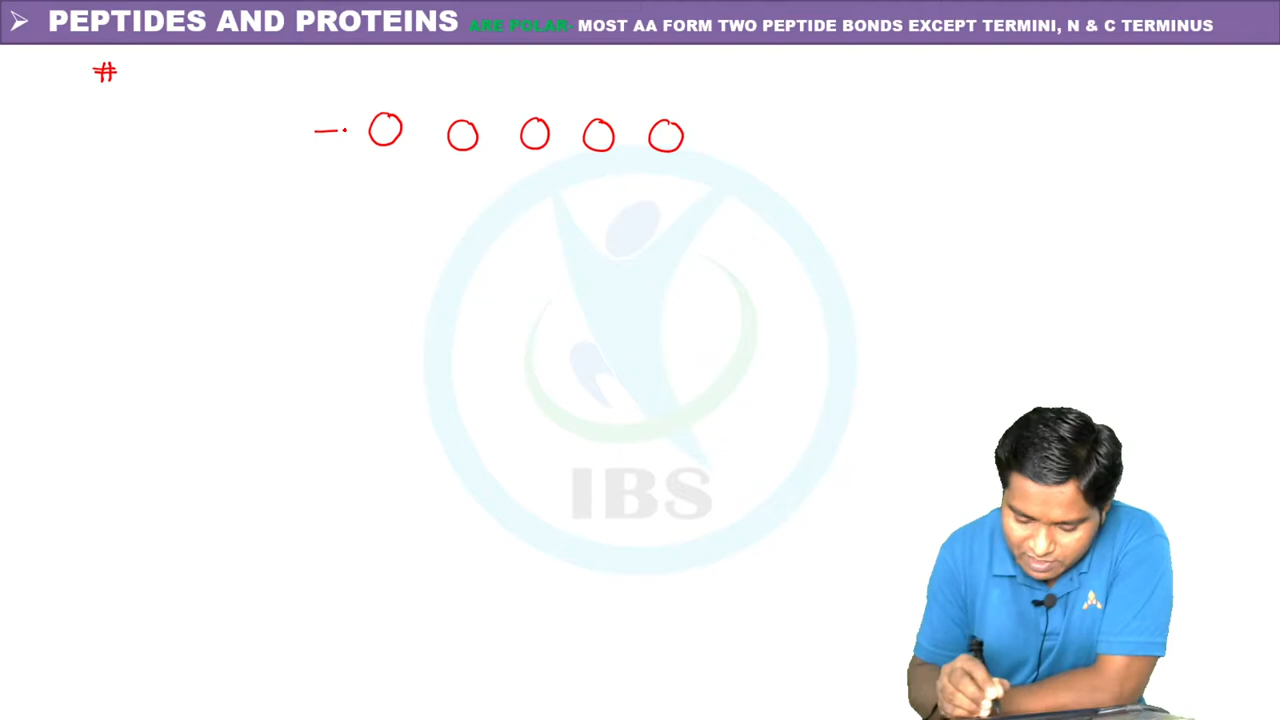 PEPTIDES AND PROTEINS ARE POLAR- MOST AA FORM TWO PEPTIDE BONDS EXCEPT TERMINI, N & C TERMINUS
#
IBS